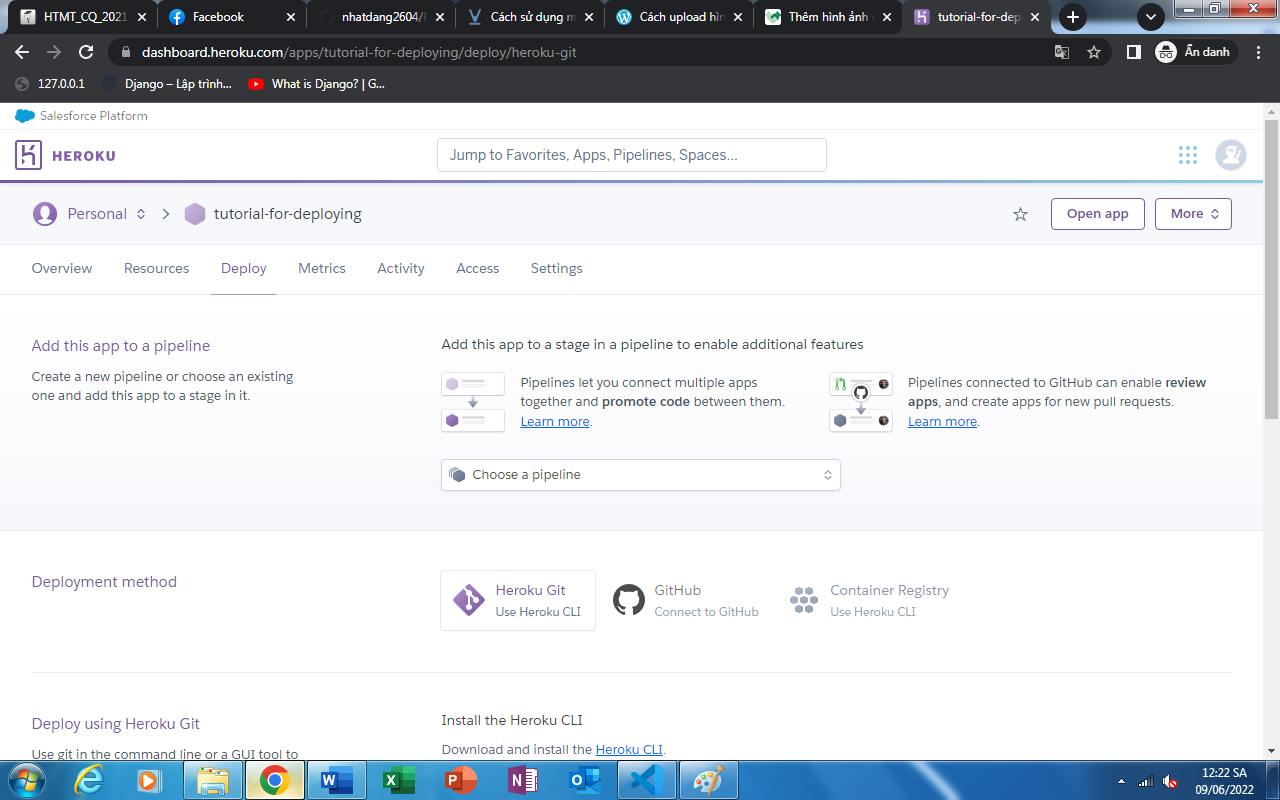 HTMT_CQ_2021
Facebook
nhatdang2604/
Cách sử dụng m
Cách upload hìn
Thêm hình ảnh
tutorial-for-dep
dashboard.heroku.com/apps/tutorial-for-deploying/deploy/heroku-git
Ẩn danh
127.0.0.1
Django – Lập trình...
What is Django? | G...
Salesforce Platform
HEROKU
Jump to Favorites, Apps, Pipelines, Spaces...
Personal
tutorial-for-deploying
Open app
More
Overview
Resources
Deploy
Metrics
Activity
Access
Settings
Add this app to a pipeline
Create a new pipeline or choose an existing
one and add this app to a stage in it.
Add this app to a stage in a pipeline to enable additional features
Pipelines let you connect multiple apps
together and promote code between them.
Learn more.
Pipelines connected to GitHub can enable review
apps, and create apps for new pull requests.
Learn more.
Choose a pipeline
Deployment method
Heroku Git
Use Heroku CLI
GitHub
Connect to GitHub
Container Registry
Use Heroku CLI
Deploy using Heroku Git
Use git in the command line or a GUI tool to
Install the Heroku CLI
Download and install the Heroku CLI.
12:22 SA
09/06/2022